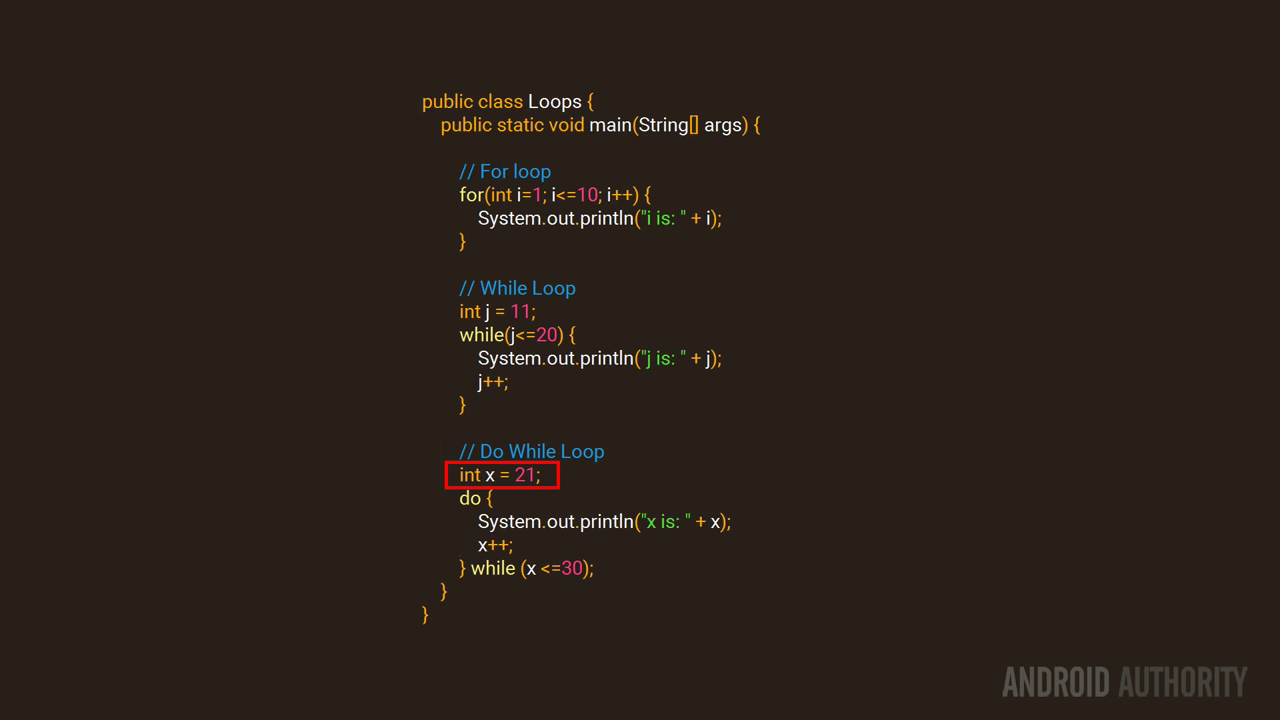 public class Loops {
public static void main(String[] args) {
// For loop
for(int i=1; i<=10; i++) {
System.out.println("i is: " + i);
}
// While Loop
int j = 11;
while(j<=20) {
System.out.println("j is: " + j);
j++;
}
// Do While Loop
int x = 21;
do {
System.out.println("x is: " + x);
x++;
} while (x <=30);
}
}
ANDROID AUTHORITY